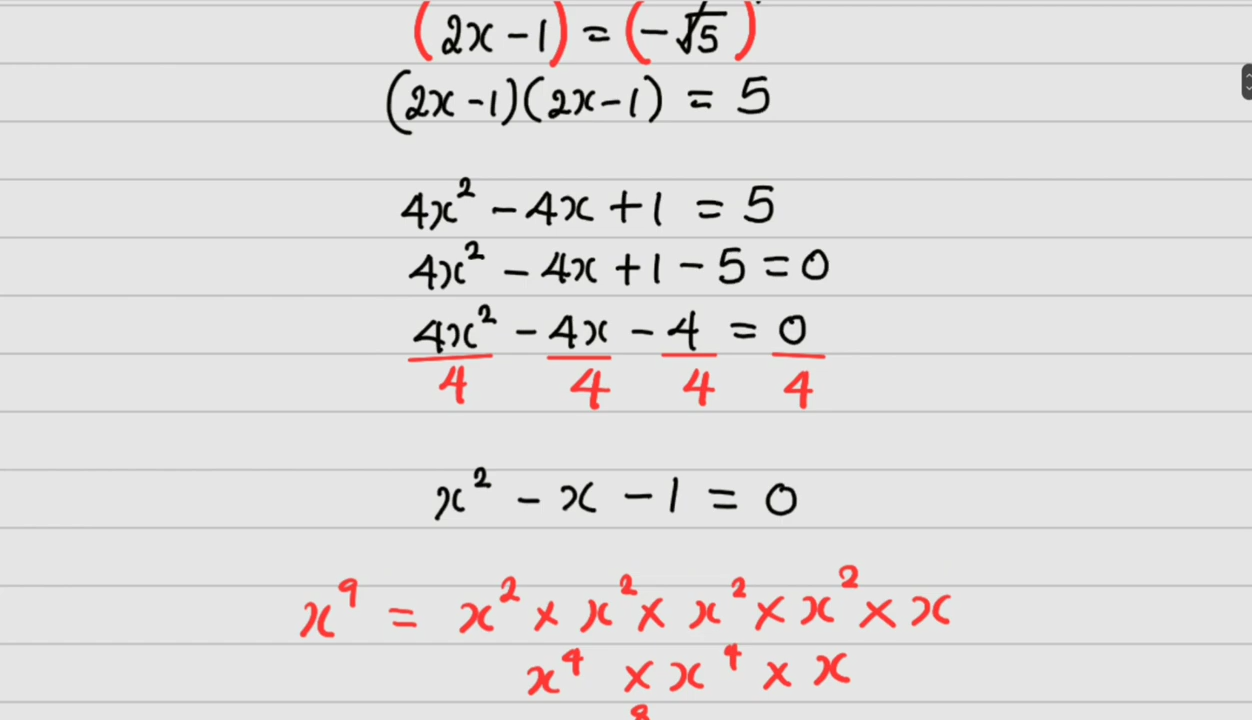 (2x - 1) = (-√5)
(2x - 1)(2x - 1) = 5
4x² - 4x + 1 = 5
4x² - 4x + 1 - 5 = 0
4x² - 4x - 4 = 0
4 4 4 4
x² - x - 1 = 0
x⁹ = x² × x² × x² × x² × x
x⁴ × x⁴ × x
8